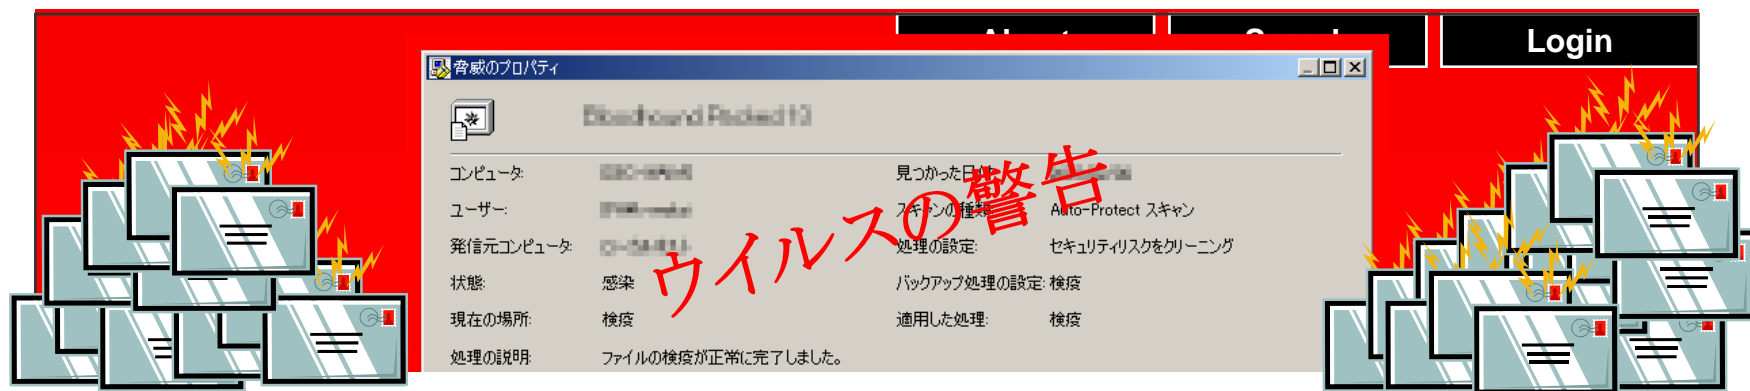 Login
脅威のプロパティ
コンピュータ:
見つかった日付:
ユーザー:
スキャンの種類: Auto-Protect スキャン
発信元コンピュータ:
処理の設定: セキュリティリスクをクリーニング
状態: 感染
バックアップ処理の設定: 検疫
現在の場所: 検疫
適用した処理: 検疫
処理の説明: ファイルの検疫が正常に完了しました。
ウイルスの警告